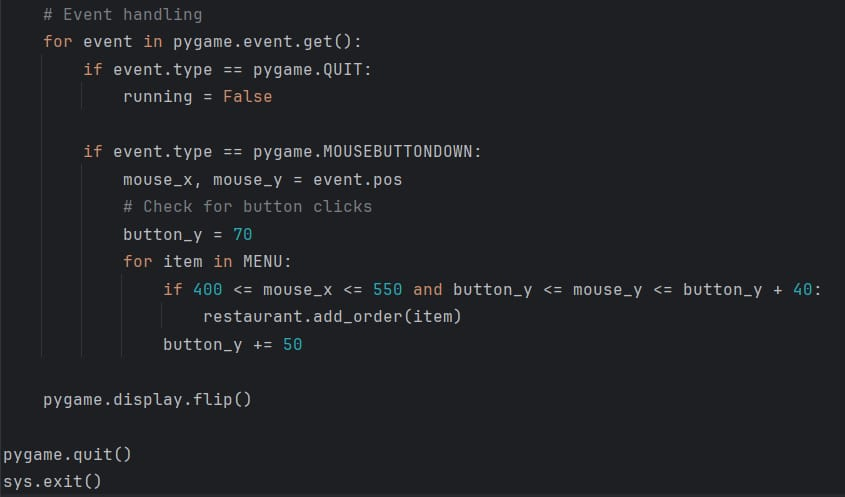 # Event handling
    for event in pygame.event.get():
        if event.type == pygame.QUIT:
            running = False

        if event.type == pygame.MOUSEBUTTONDOWN:
            mouse_x, mouse_y = event.pos
            # Check for button clicks
            button_y = 70
            for item in MENU:
                if 400 <= mouse_x <= 550 and button_y <= mouse_y <= button_y + 40:
                    restaurant.add_order(item)
                button_y += 50

    pygame.display.flip()

pygame.quit()
sys.exit()